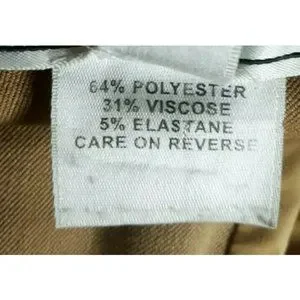 64% POLYESTER
31% VISCOSE
5% ELASTANE
CARE ON REVERSE